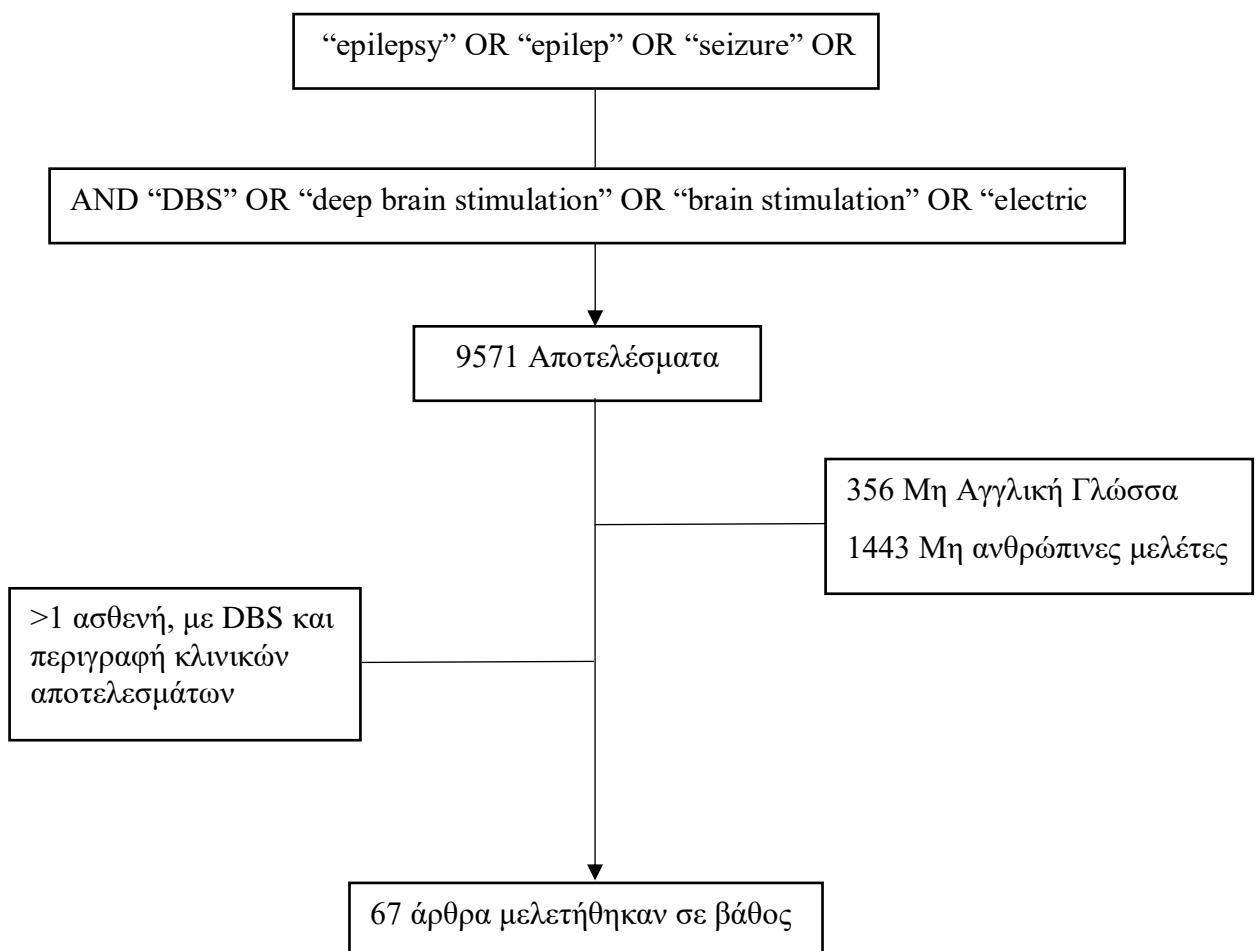 “epilepsy” OR “epilep” OR “seizure” OR
AND “DBS” OR “deep brain stimulation” OR “brain stimulation” OR “electric
9571 Αποτελέσματα
356 Μη Αγγλική Γλώσσα
1443 Μη ανθρώπινες μελέτες
>1 ασθενή, με DBS και
περιγραφή κλινικών
αποτελεσμάτων
67 άρθρα μελετήθηκαν σε βάθος